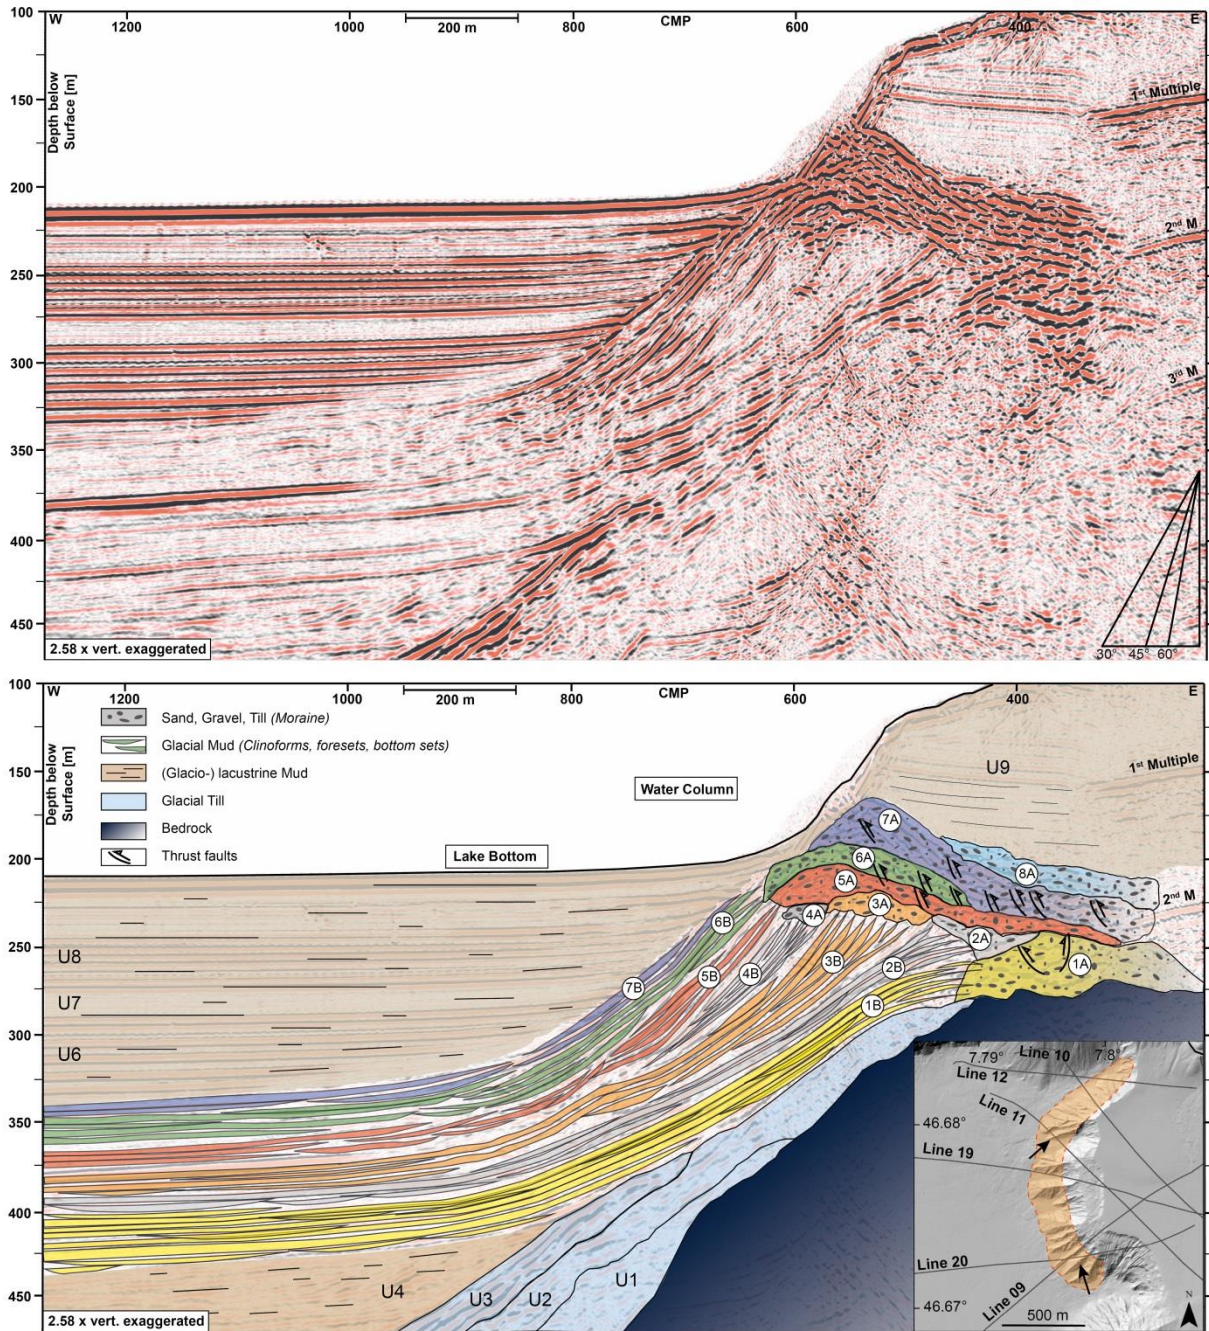 100 W 1200 1000 200 m 800 CMP 600 400 E
Depth below
Surface [m]
150
200
250
300
350
400
450
1st Multiple
2nd M
3rd M
30° 45° 60°
2.58 x vert. exaggerated
100 W 1200 1000 200 m 800 CMP 600 400 E
Depth below
Surface [m]
150
200
250
300
350
400
450
Sand, Gravel, Till (Moraine)
Glacial Mud (Clinoforms, foresets, bottom sets)
(Glacio-) lacustrine Mud
Glacial Till
Bedrock
Thrust faults
Water Column
Lake Bottom
U9
1st Multiple
2nd M
7A
6A
8A
5A
3A
4A
2A
1A
6B
7B
5B
4B
3B
2B
1B
U8
U7
U6
U4
U3
U2
U1
7.79° Line 10 7.8°
Line 12
Line 11
46.68°
Line 19
Line 20
Line 09
46.67°
500 m
N
2.58 x vert. exaggerated